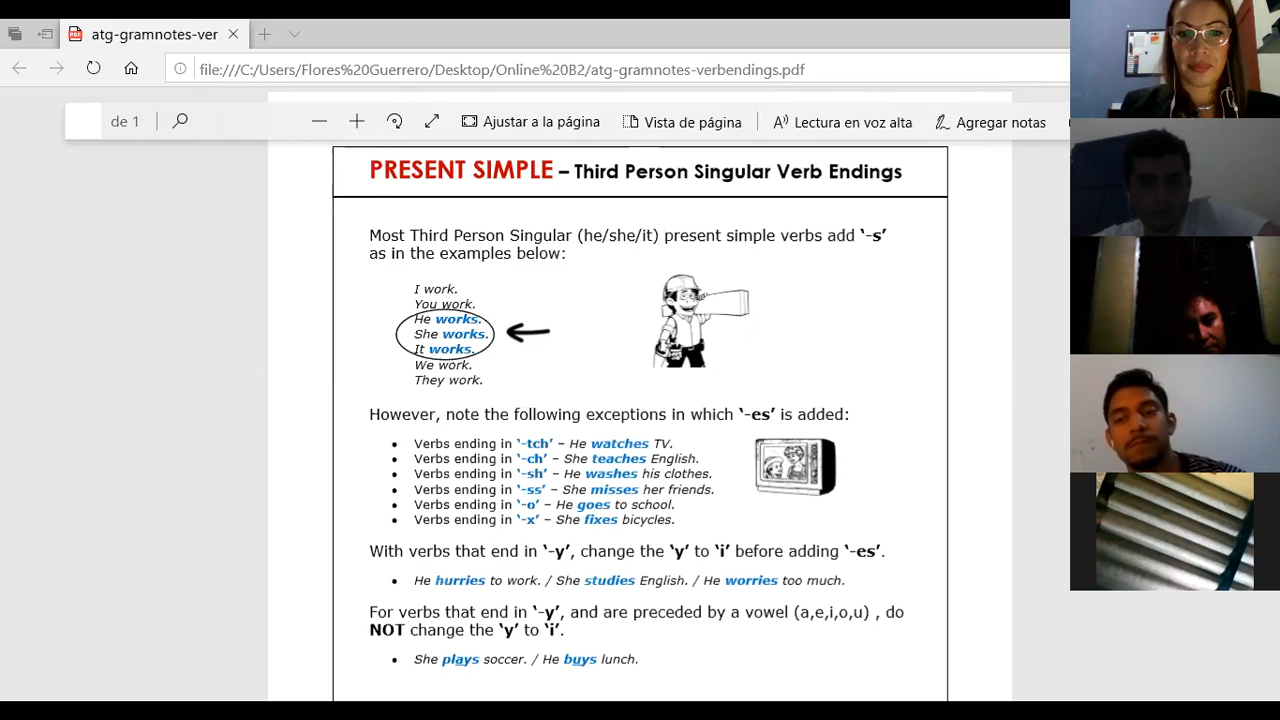 atg-gramnotes-ver
file:///C:/Users/Flores%20Guerrero/Desktop/Online%20B2/atg-gramnotes-verbendings.pdf
de 1
Ajustar a la página
Vista de página
Lectura en voz alta
Agregar notas
PRESENT SIMPLE – Third Person Singular Verb Endings
Most Third Person Singular (he/she/it) present simple verbs add ‘-s’
as in the examples below:
I work.
You work.
He works.
She works.
It works.
We work.
They work.
However, note the following exceptions in which ‘-es’ is added:
• Verbs ending in ‘-tch’ – He watches TV.
• Verbs ending in ‘-ch’ – She teaches English.
• Verbs ending in ‘-sh’ – He washes his clothes.
• Verbs ending in ‘-ss’ – She misses her friends.
• Verbs ending in ‘-o’ – He goes to school.
• Verbs ending in ‘-x’ – She fixes bicycles.
With verbs that end in ‘-y’, change the ‘y’ to ‘i’ before adding ‘-es’.
• He hurries to work. / She studies English. / He worries too much.
For verbs that end in ‘-y’, and are preceded by a vowel (a,e,i,o,u) , do
NOT change the ‘y’ to ‘i’.
• She plays soccer. / He buys lunch.